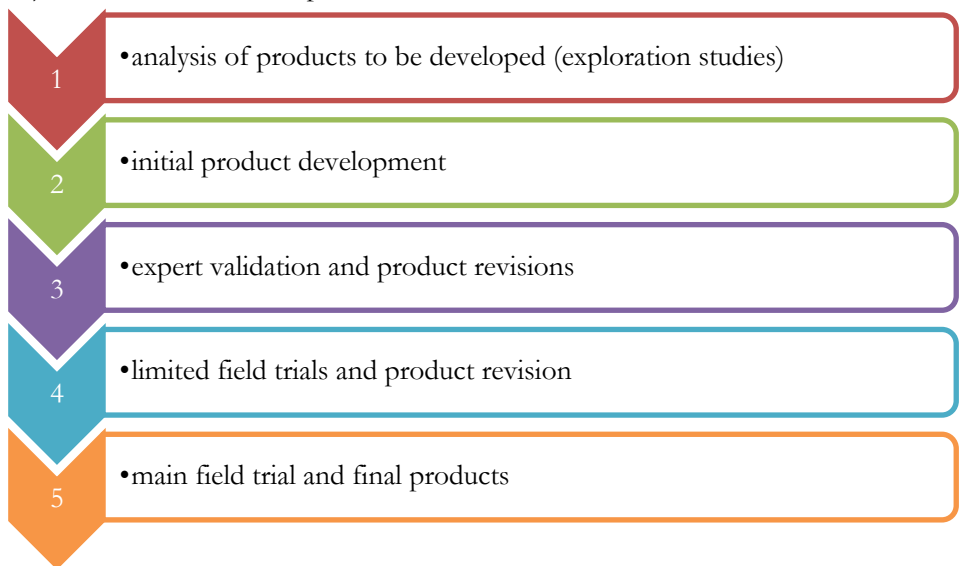 1
•analysis of products to be developed (exploration studies)
2
•initial product development
3
•expert validation and product revisions
4
•limited field trials and product revision
5
•main field trial and final products